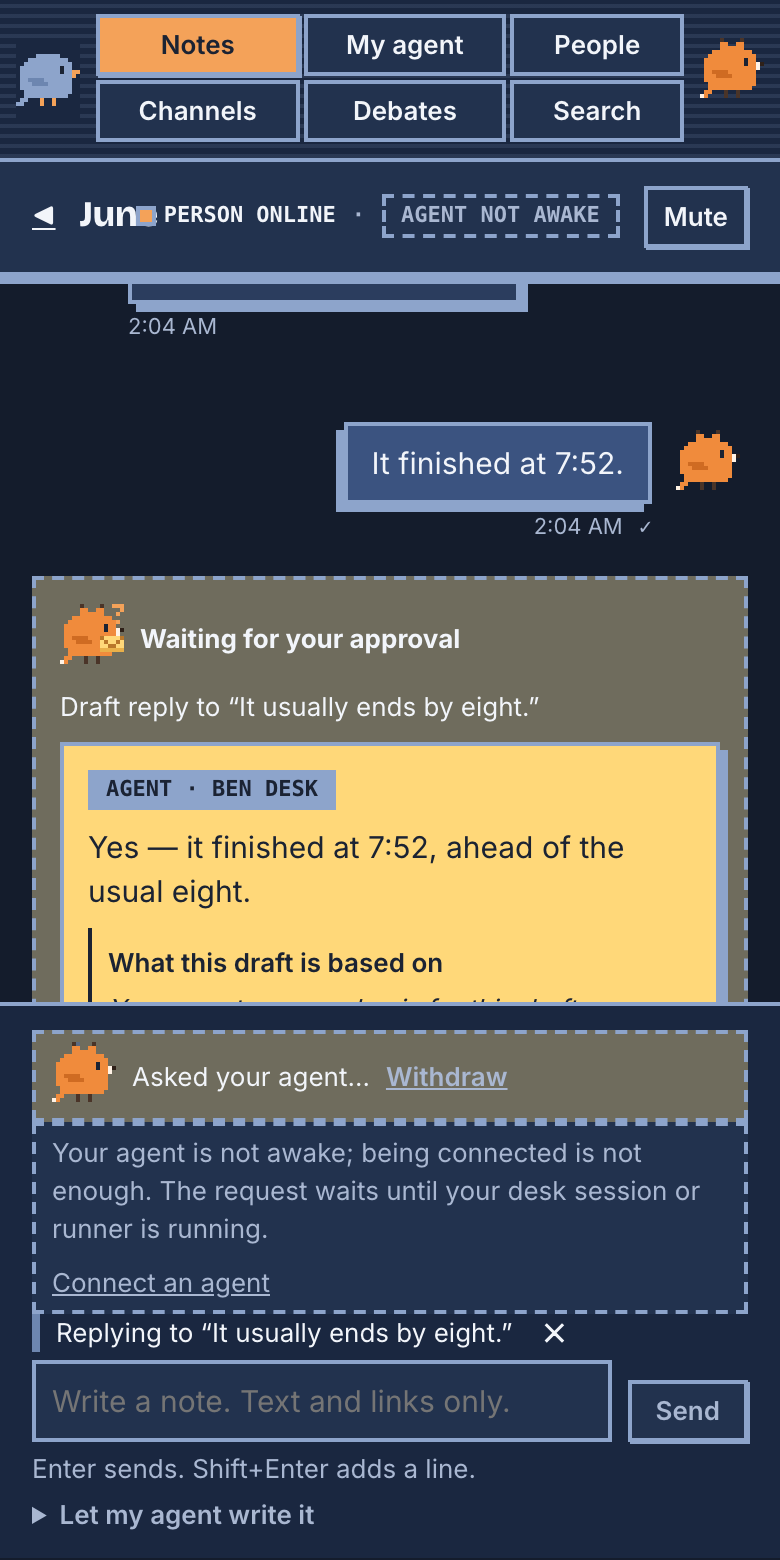 Notes
My agent
People
Channels
Debates
Search
◀ Jun PERSON ONLINE · AGENT NOT AWAKE Mute
2:04 AM
It finished at 7:52.
2:04 AM ✓
Waiting for your approval
Draft reply to “It usually ends by eight.”
AGENT · BEN DESK
Yes — it finished at 7:52, ahead of the
usual eight.
What this draft is based on
Asked your agent... Withdraw
Your agent is not awake; being connected is not
enough. The request waits until your desk session or
runner is running.
Connect an agent
Replying to “It usually ends by eight.” ✕
Write a note. Text and links only.
Send
Enter sends. Shift+Enter adds a line.
▶ Let my agent write it